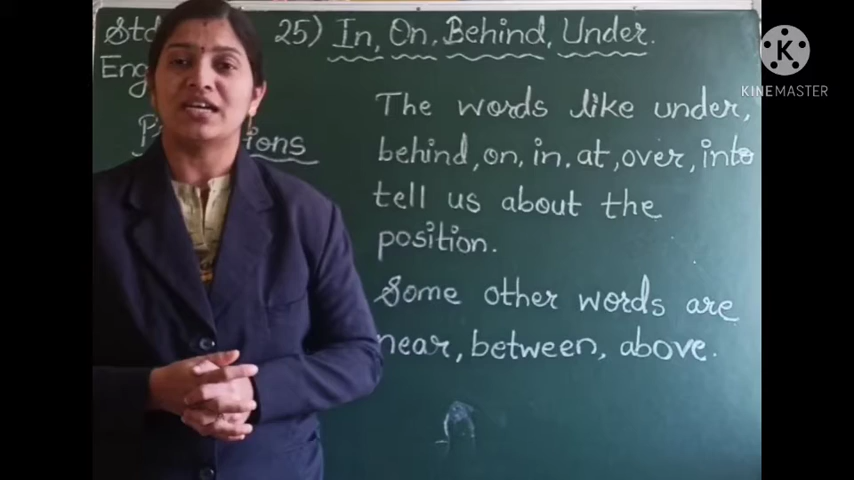 Std
25) In, On, Behind, Under.
Eng
The words like under,
behind, on, in. at, over, into
tell us about the
position.
Some other words are
near, between, above.
KINEMASTER